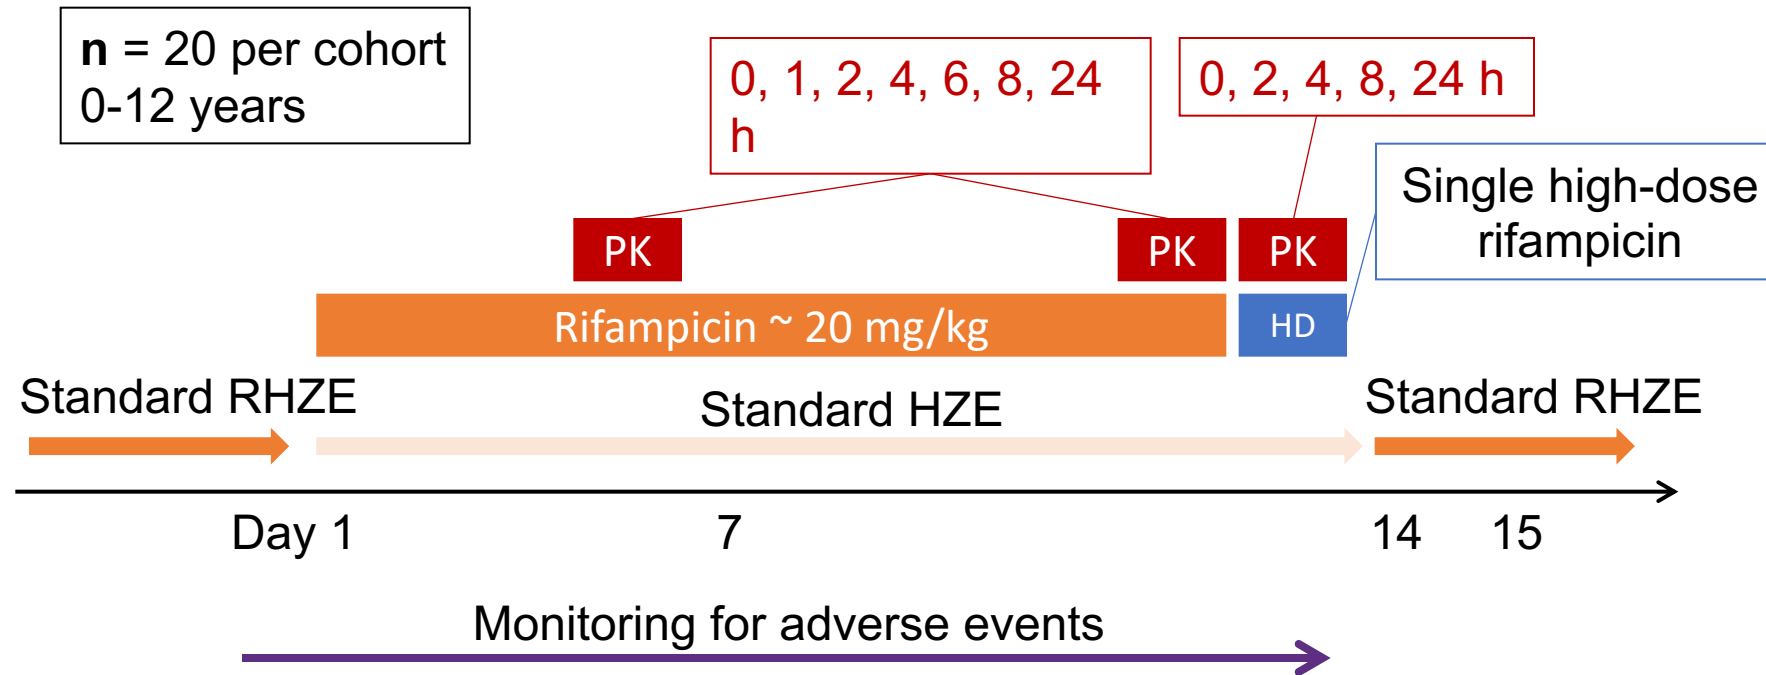 n = 20 per cohort
0-12 years
0, 1, 2, 4, 6, 8, 24
h
0, 2, 4, 8, 24 h
Single high-dose
rifampicin
PK
PK
PK
Rifampicin ~ 20 mg/kg
HD
Standard RHZE
Standard HZE
Standard RHZE
Day 1
7
14
15
Monitoring for adverse events